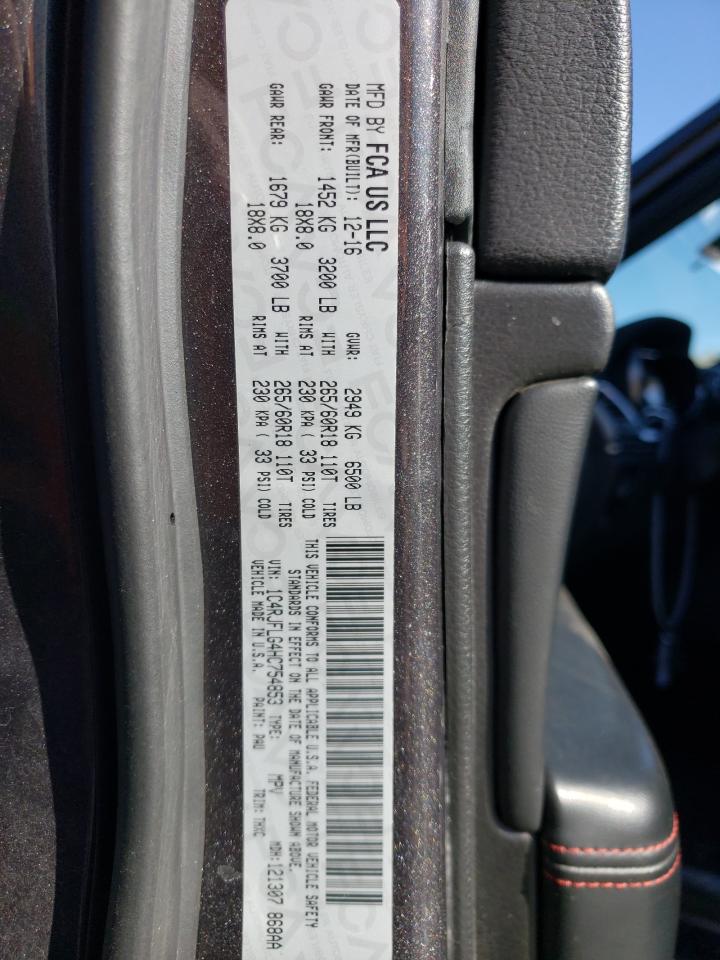 MFD BY FCA US LLC
DATE OF MFR(BUILT): 12-16 GVWR: 2949 KG 6500 LB
GAWR FRONT: 1452 KG 3200 LB WITH 265/60R18 110T TIRES
18X8.0 RIMS AT 230 KPA ( 33 PSI) COLD
GAWR REAR: 1679 KG 3700 LB WITH 265/60R18 110T TIRES
18X8.0 RIMS AT 230 KPA ( 33 PSI) COLD
THIS VEHICLE CONFORMS TO ALL APPLICABLE U.S.A. FEDERAL MOTOR VEHICLE SAFETY
STANDARDS IN EFFECT ON THE DATE OF MANUFACTURE SHOWN ABOVE.
VIN: 1C4RJFLG4HC754853 TYPE: MPV MDH: 121307 868AA
VEHICLE MADE IN U.S.A. PAINT: PAU TRIM: TMXC